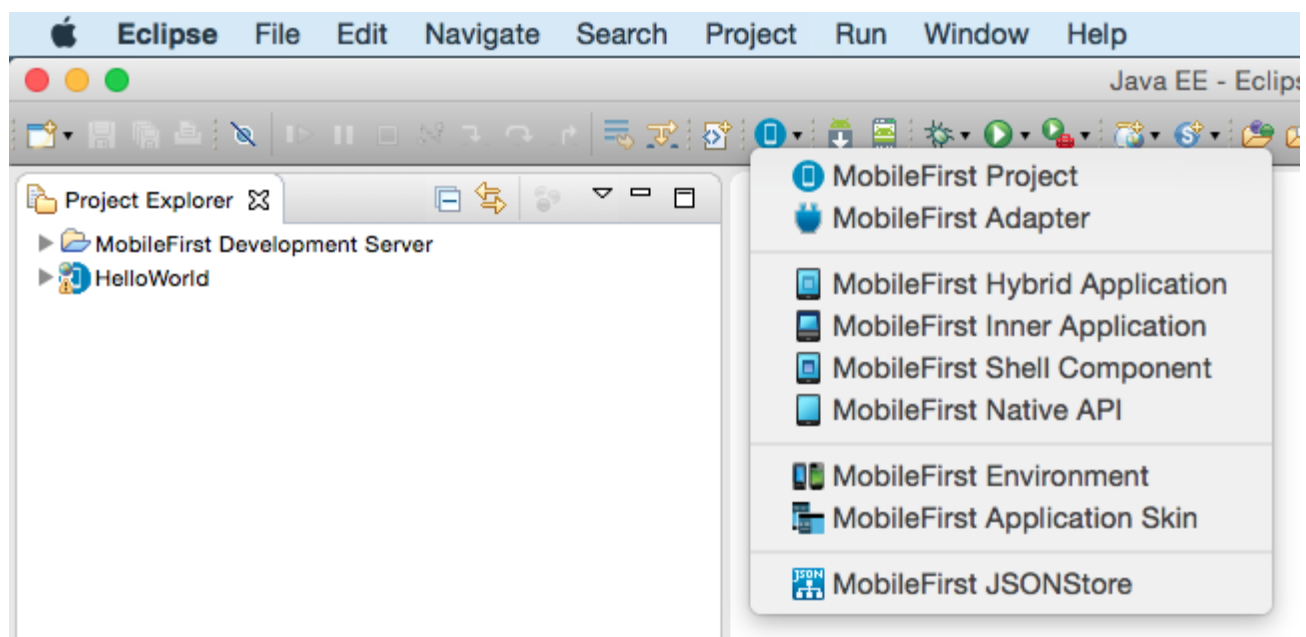 Eclipse File Edit Navigate Search Project Run Window Help
Java EE - Eclips
Project Explorer
MobileFirst Development Server
HelloWorld
MobileFirst Project
MobileFirst Adapter
MobileFirst Hybrid Application
MobileFirst Inner Application
MobileFirst Shell Component
MobileFirst Native API
MobileFirst Environment
MobileFirst Application Skin
JSON MobileFirst JSONStore